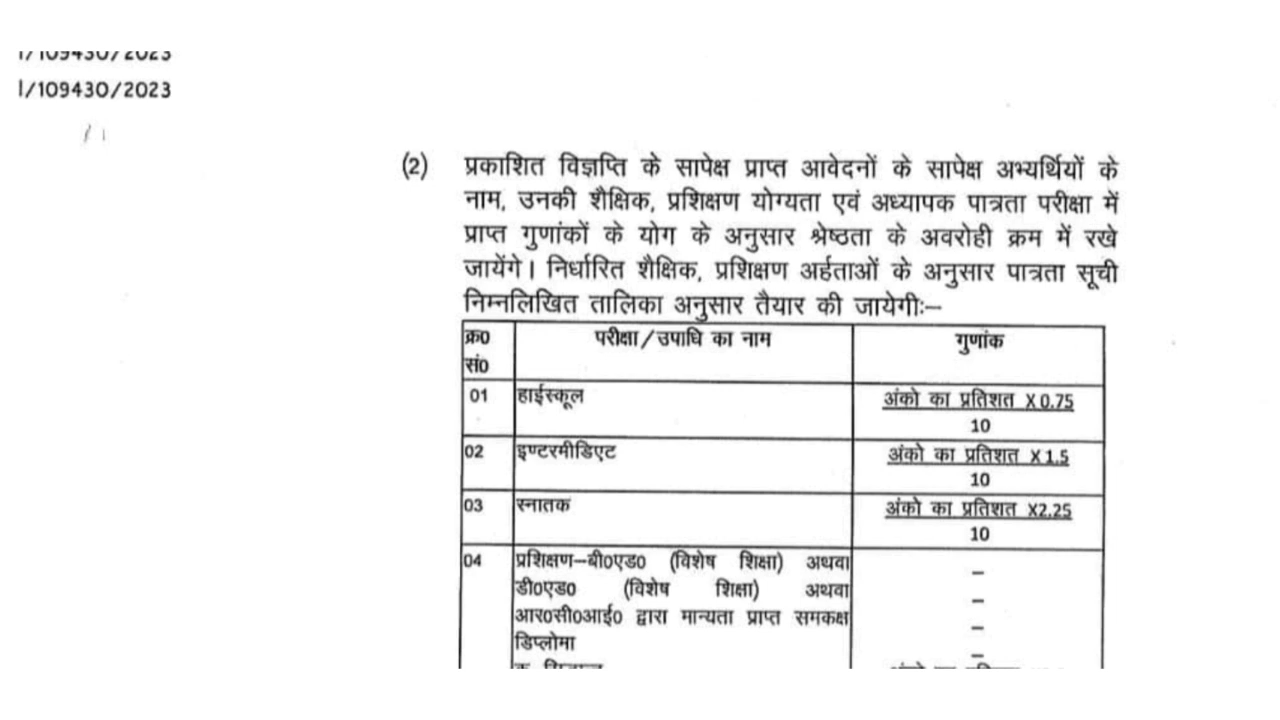 I/109430/2023
I/109430/2023
(2) प्रकाशित विज्ञप्ति के सापेक्ष प्राप्त आवेदनों के सापेक्ष अभ्यर्थियों के
नाम, उनकी शैक्षिक, प्रशिक्षण योग्यता एवं अध्यापक पात्रता परीक्षा में
प्राप्त गुणांकों के योग के अनुसार श्रेष्ठता के अवरोही क्रम में रखे
जायेंगे। निर्धारित शैक्षिक, प्रशिक्षण अर्हताओं के अनुसार पात्रता सूची
निम्नलिखित तालिका अनुसार तैयार की जायेगीः–
क्र0 सं0 परीक्षा/उपाधि का नाम गुणांक
01 हाईस्कूल अंको का प्रतिशत X 0.75
10
02 इण्टरमीडिएट अंको का प्रतिशत X 1.5
10
03 स्नातक अंको का प्रतिशत X2.25
10
04 प्रशिक्षण–बी0एड0 (विशेष शिक्षा) अथवा –
डी0एड0 (विशेष शिक्षा) अथवा –
आर0सी0आई0 द्वारा मान्यता प्राप्त समकक्ष –
डिप्लोमा –